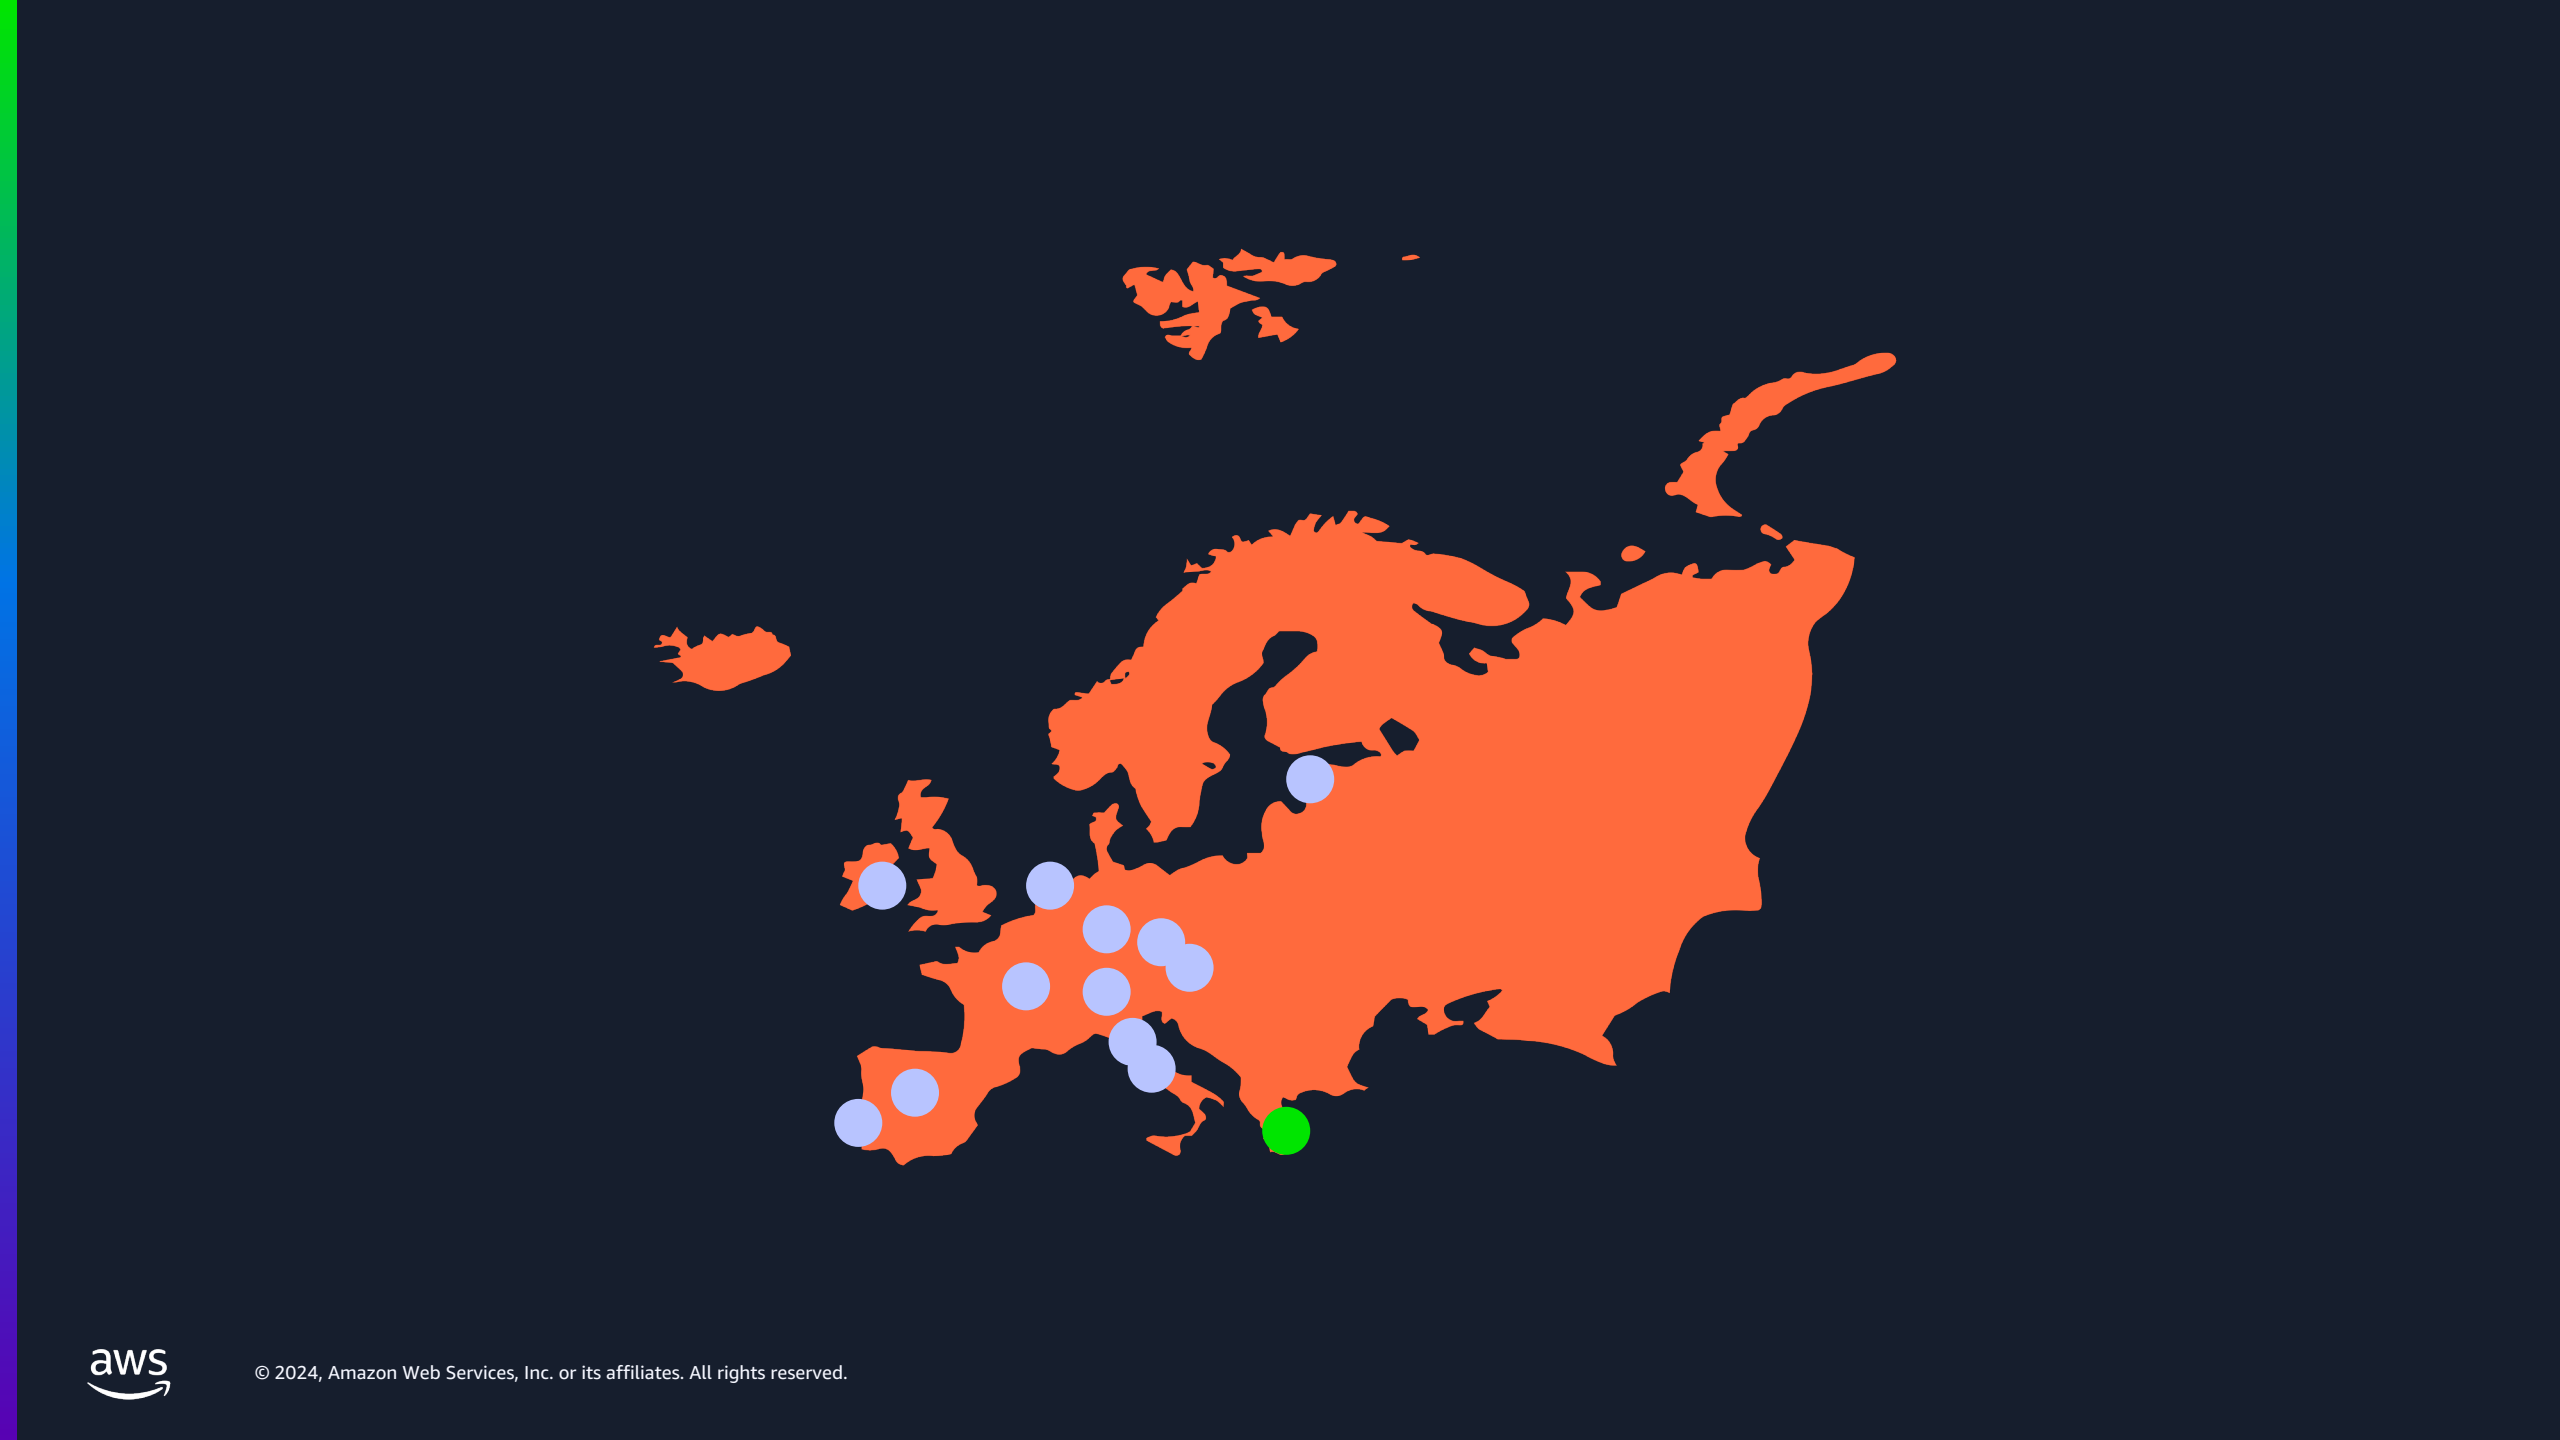 aws
© 2024, Amazon Web Services, Inc. or its affiliates. All rights reserved.